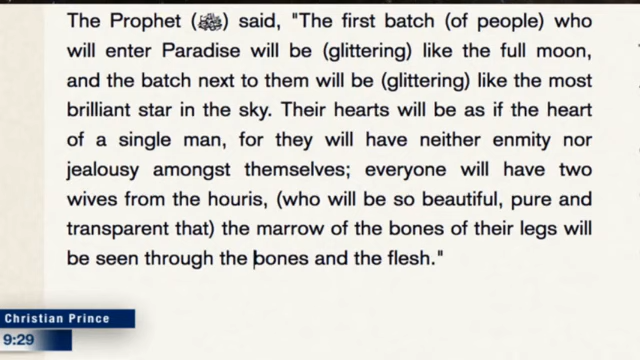 The Prophet (ﷺ) said, "The first batch (of people) who
will enter Paradise will be (glittering) like the full moon,
and the batch next to them will be (glittering) like the most
brilliant star in the sky. Their hearts will be as if the heart
of a single man, for they will have neither enmity nor
jealousy amongst themselves; everyone will have two
wives from the houris, (who will be so beautiful, pure and
transparent that) the marrow of the bones of their legs will
be seen through the bones and the flesh."
Christian Prince
9:29